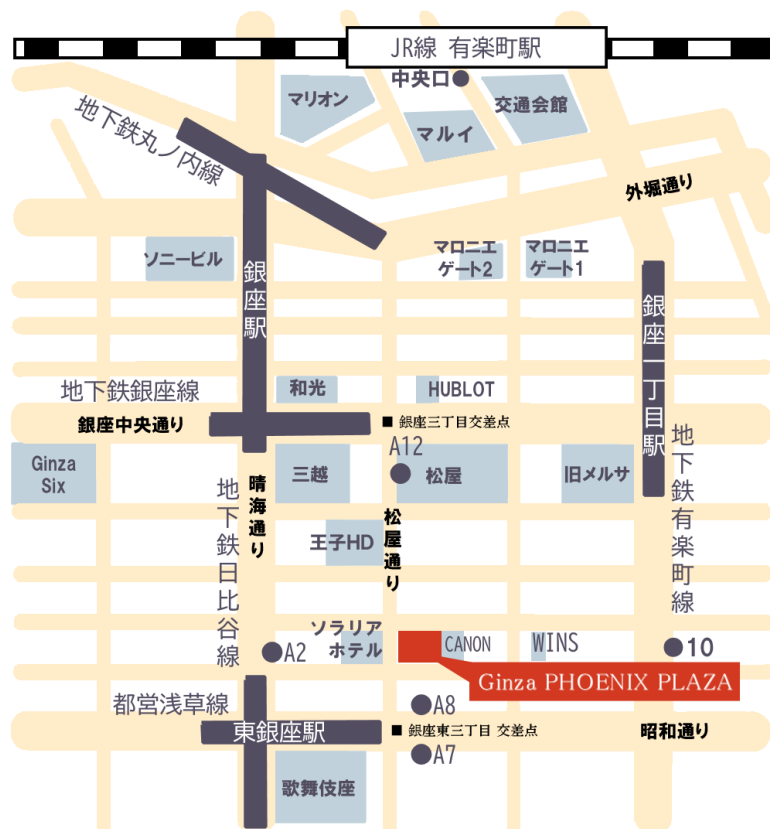 JR線 有楽町駅
中央口
マリオン
交通会館
マルイ
地下鉄丸ノ内線
外堀通り
ソニービル
マロニエ
ゲート2
マロニエ
ゲート1
銀座駅
銀座一丁目駅
地下鉄銀座線
和光
HUBLOT
銀座中央通り
■ 銀座三丁目交差点
A12
Ginza
Six
三越
松屋
旧メルサ
地下鉄有楽町線
晴海通り
地下鉄日比谷線
松屋通り
王子HD
ソラリア
ホテル
A2
CANON
WINS
10
Ginza PHOENIX PLAZA
都営浅草線
A8
東銀座駅
■ 銀座東三丁目 交差点
昭和通り
A7
歌舞伎座